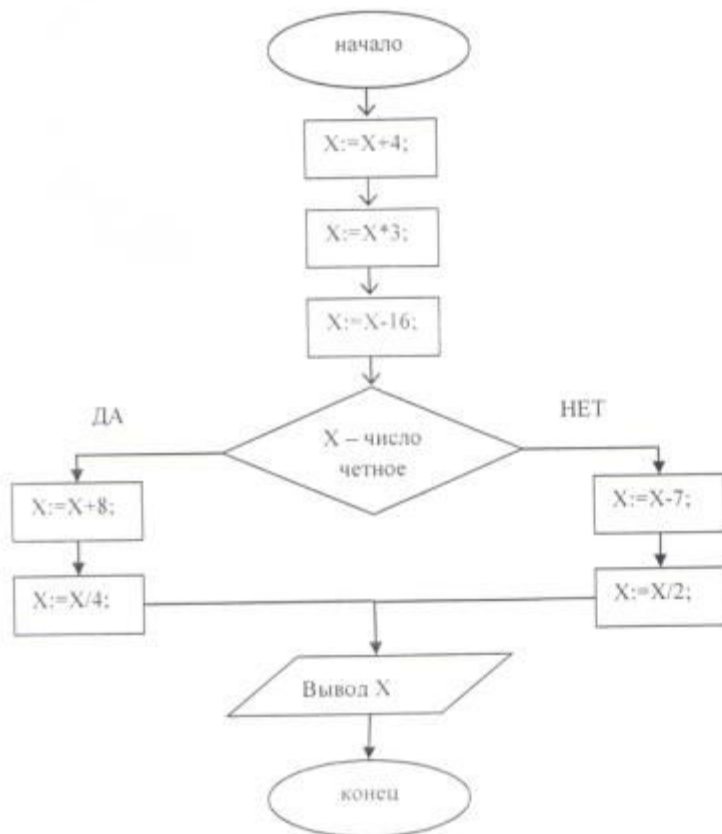 начало
X:=X+4;
X:=X*3;
X:=X-16;
ДА
НЕТ
X – число
четное
X:=X+8;
X:=X-7;
X:=X/4;
X:=X/2;
Вывод X
конец